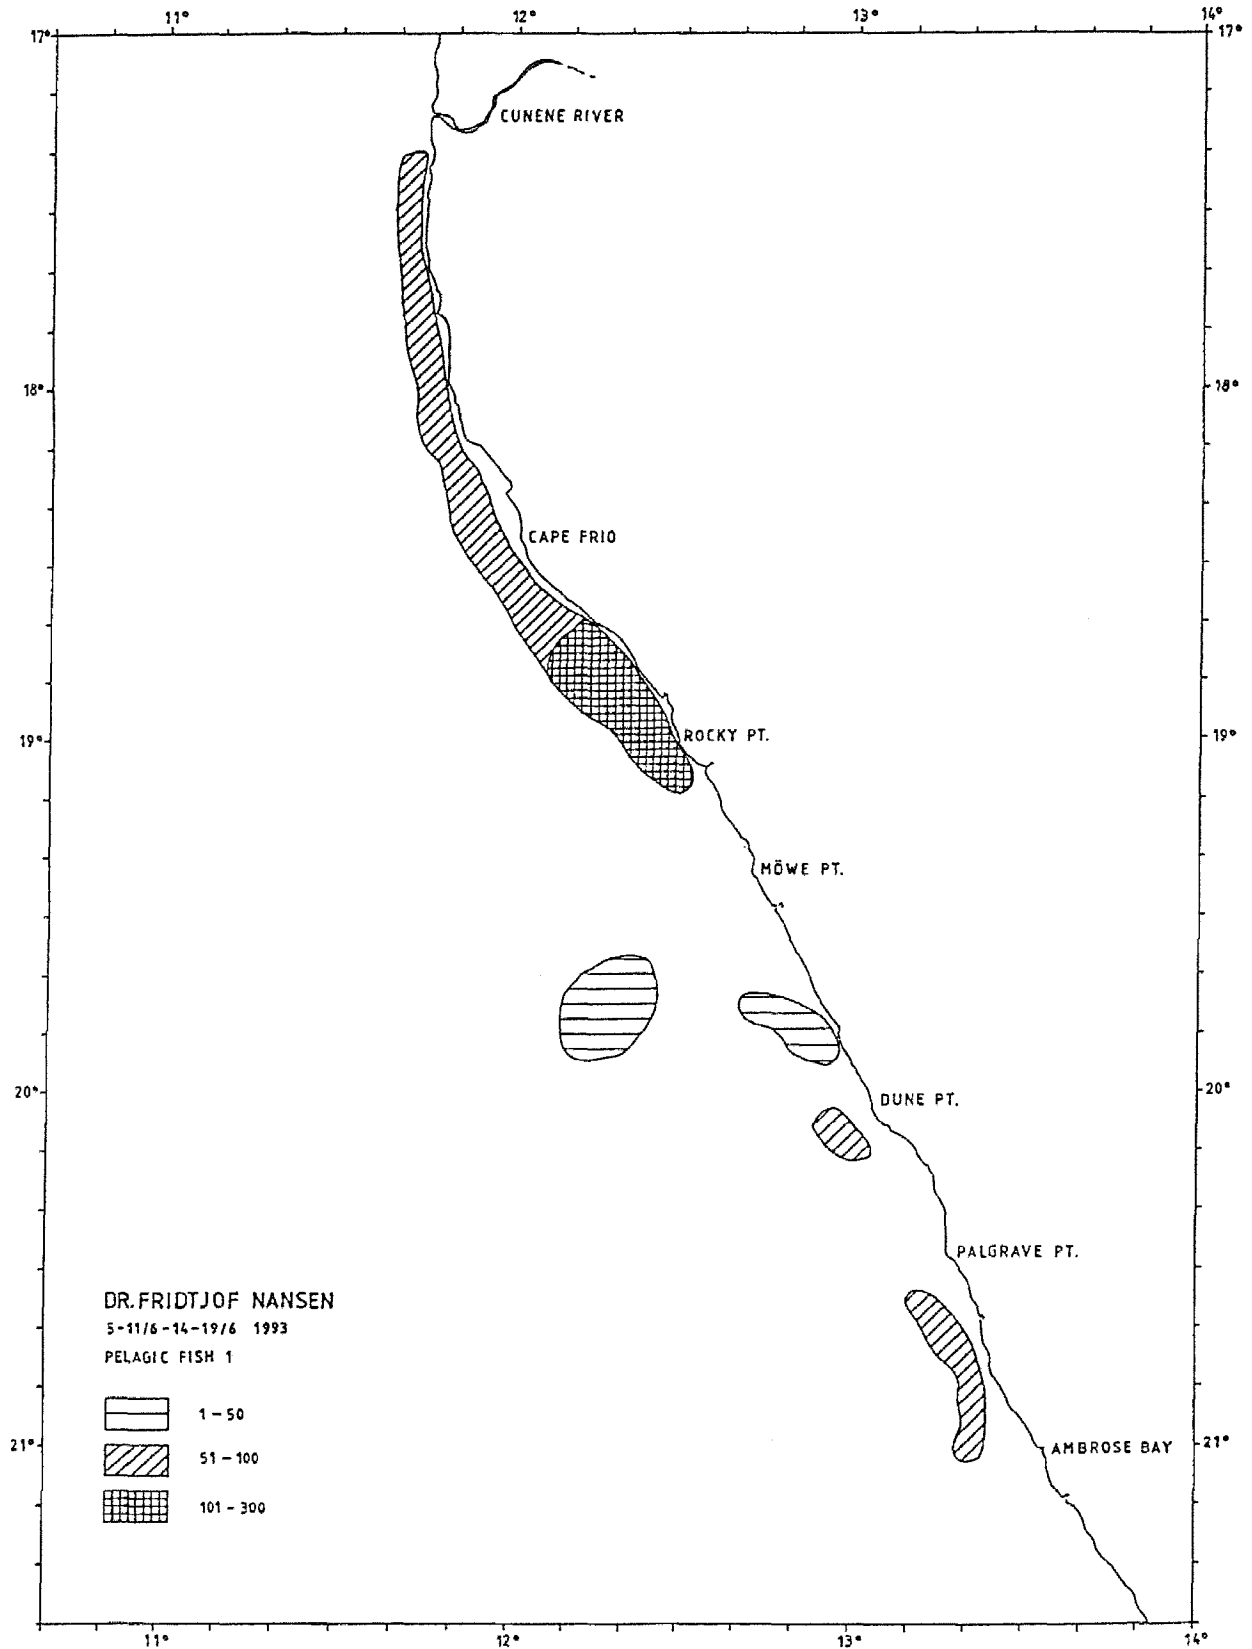 11° 12° 13° 14°
17° 17°
CUNENE RIVER
18° 18°
CAPE FRIO
19° ROCKY PT. 19°
MÖWE PT.
20° 20°
DUNE PT.
PALGRAVE PT.
DR. FRIDTJOF NANSEN
5-11/6-14-19/6 1993
PELAGIC FISH 1
1-50
21° AMBROSE BAY 21°
51-100
101-300
11° 12° 13° 14°